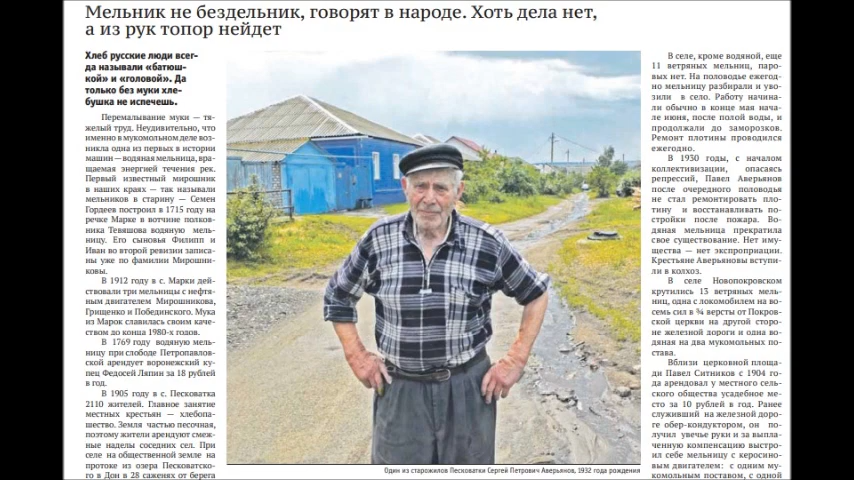 Мельник не бездельник, говорят в народе. Хоть дела нет,
а из рук топор нейдет
Хлеб русские люди всег-
да называли «батюш-
кой» и «головой». Да
только без муки хле-
бушка не испечешь.
Перемалывание муки — тя-
желый труд. Неудивительно, что
именно в мукомольном деле воз-
никла одна из первых в истории
машин — водяная мельница, вра-
щаемая энергией течения рек.
Первый известный мирошник
в наших краях — так называли
мельников в старину — Семен
Гордеев построил в 1715 году на
речке Марке в вотчине полков-
ника Тевяшова водяную мель-
ницу. Его сыновья Филипп и
Иван во второй ревизии записа-
ны уже по фамилии Мирошни-
ковы.
В 1912 году в с. Марки дей-
ствовали три мельницы с нефтя-
ным двигателем Мирошникова,
Грищенко и Побединского. Мука
из Марок славилась своим каче-
ством до конца 1980-х годов.
В 1769 году водяную мель-
ницу при слободе Петропавлов-
ской арендует воронежский ку-
пец Федосей Ляпин за 18 рублей
в год.
В 1905 году в с. Песковатка
2110 жителей. Главное занятие
местных крестьян — хлебопа-
шество. Земля частью песочная,
поэтому жители арендуют смеж-
ные наделы соседних сел. При
селе на общественной земле на
протоке из озера Песковатско-
го в Дон в 28 саженях от берега
Один из старожилов Песковатки Сергей Петрович Аверьянов, 1932 года рождения
В селе, кроме водяной, еще
11 ветряных мельниц, паро-
вых нет. На половодье ежегод-
но мельницу разбирали и уво-
зили в село. Работу начина-
ли обычно в конце мая нача-
ле июня, после полой воды, и
продолжали до заморозков.
Ремонт плотины проводился
ежегодно.
В 1930 годы, с началом
коллективизации, опасаясь
репрессий, Павел Аверьянов
после очередного половодья
не стал ремонтировать пло-
тину и восстанавливать по-
стройки после пожара. Во-
дяная мельница прекратила
свое существование. Нет иму-
щества — нет экспроприации.
Крестьяне Аверьяновы вступи-
ли в колхоз.
В селе Новопокровском
крутились 13 ветряных мель-
ниц, одна с локомобилем на во-
семь сил в ¾ версты от Покров-
ской церкви на другой сторо-
не железной дороги и одна во-
дяная на два мукомольных по-
става.
Вблизи церковной площа-
ди Павел Ситников с 1904 го-
да арендовал у местного сель-
ского общества усадебное ме-
сто за 10 рублей в год. Ранее
служивший на железной доро-
ге обер-кондуктором, он по-
лучил увечье руки и за выпла-
ченную компенсацию выстро-
ил себе мельницу с керосино-
вым двигателем: с одним му-
комольным поставом, с одной